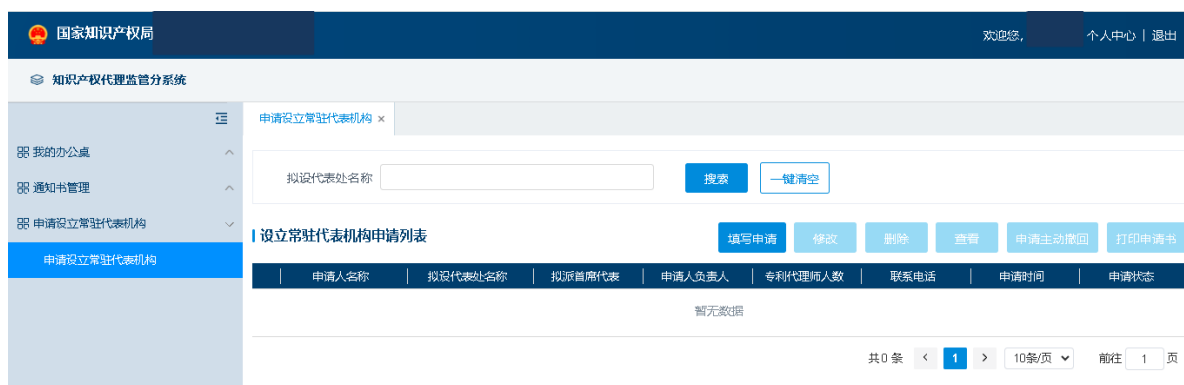 国家知识产权局 欢迎您, 个人中心 | 退出
知识产权代理监管分系统
申请设立常驻代表机构 ×
我的办公桌
通知书管理
申请设立常驻代表机构
申请设立常驻代表机构
拟设代表处名称 搜索 一键清空
设立常驻代表机构申请列表 填写申请 修改 删除 查看 申请主动撤回 打印申请书
申请人名称 拟设代表处名称 拟派首席代表 申请人负责人 专利代理师人数 联系电话 申请时间 申请状态
暂无数据
共 0 条 < 1 > 10条/页 前往 1 页